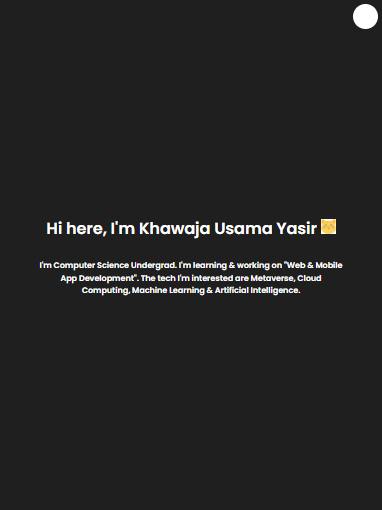 Hi here, I'm Khawaja Usama Yasir
I'm Computer Science Undergrad. I'm learning & working on "Web & Mobile
App Development". The tech I'm interested are Metaverse, Cloud
Computing, Machine Learning & Artificial Intelligence.